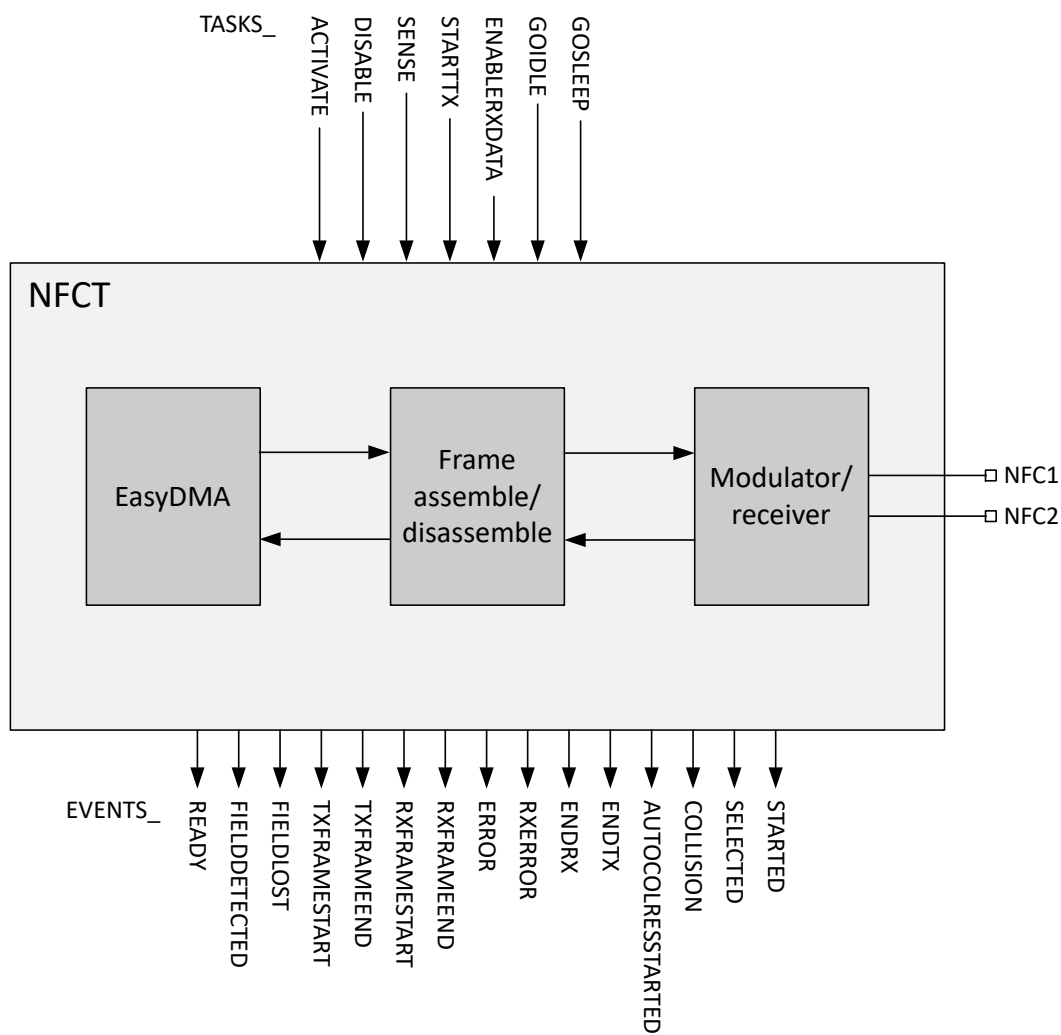 TASKS_
ACTIVATE
DISABLE
SENSE
STARTTX
ENABLERXDATA
GOIDLE
GOSLEEP
NFCT
EasyDMA
Frame
assemble/
disassemble
Modulator/
receiver
NFC1
NFC2
EVENTS_
READY
FIELDDETECTED
FIELDLOST
TXFRAMESTART
TXFRAMEEND
RXFRAMESTART
RXFRAMEEND
ERROR
RXERROR
ENDRX
ENDTX
AUTOCOLRESSTARTED
COLLISION
SELECTED
STARTED